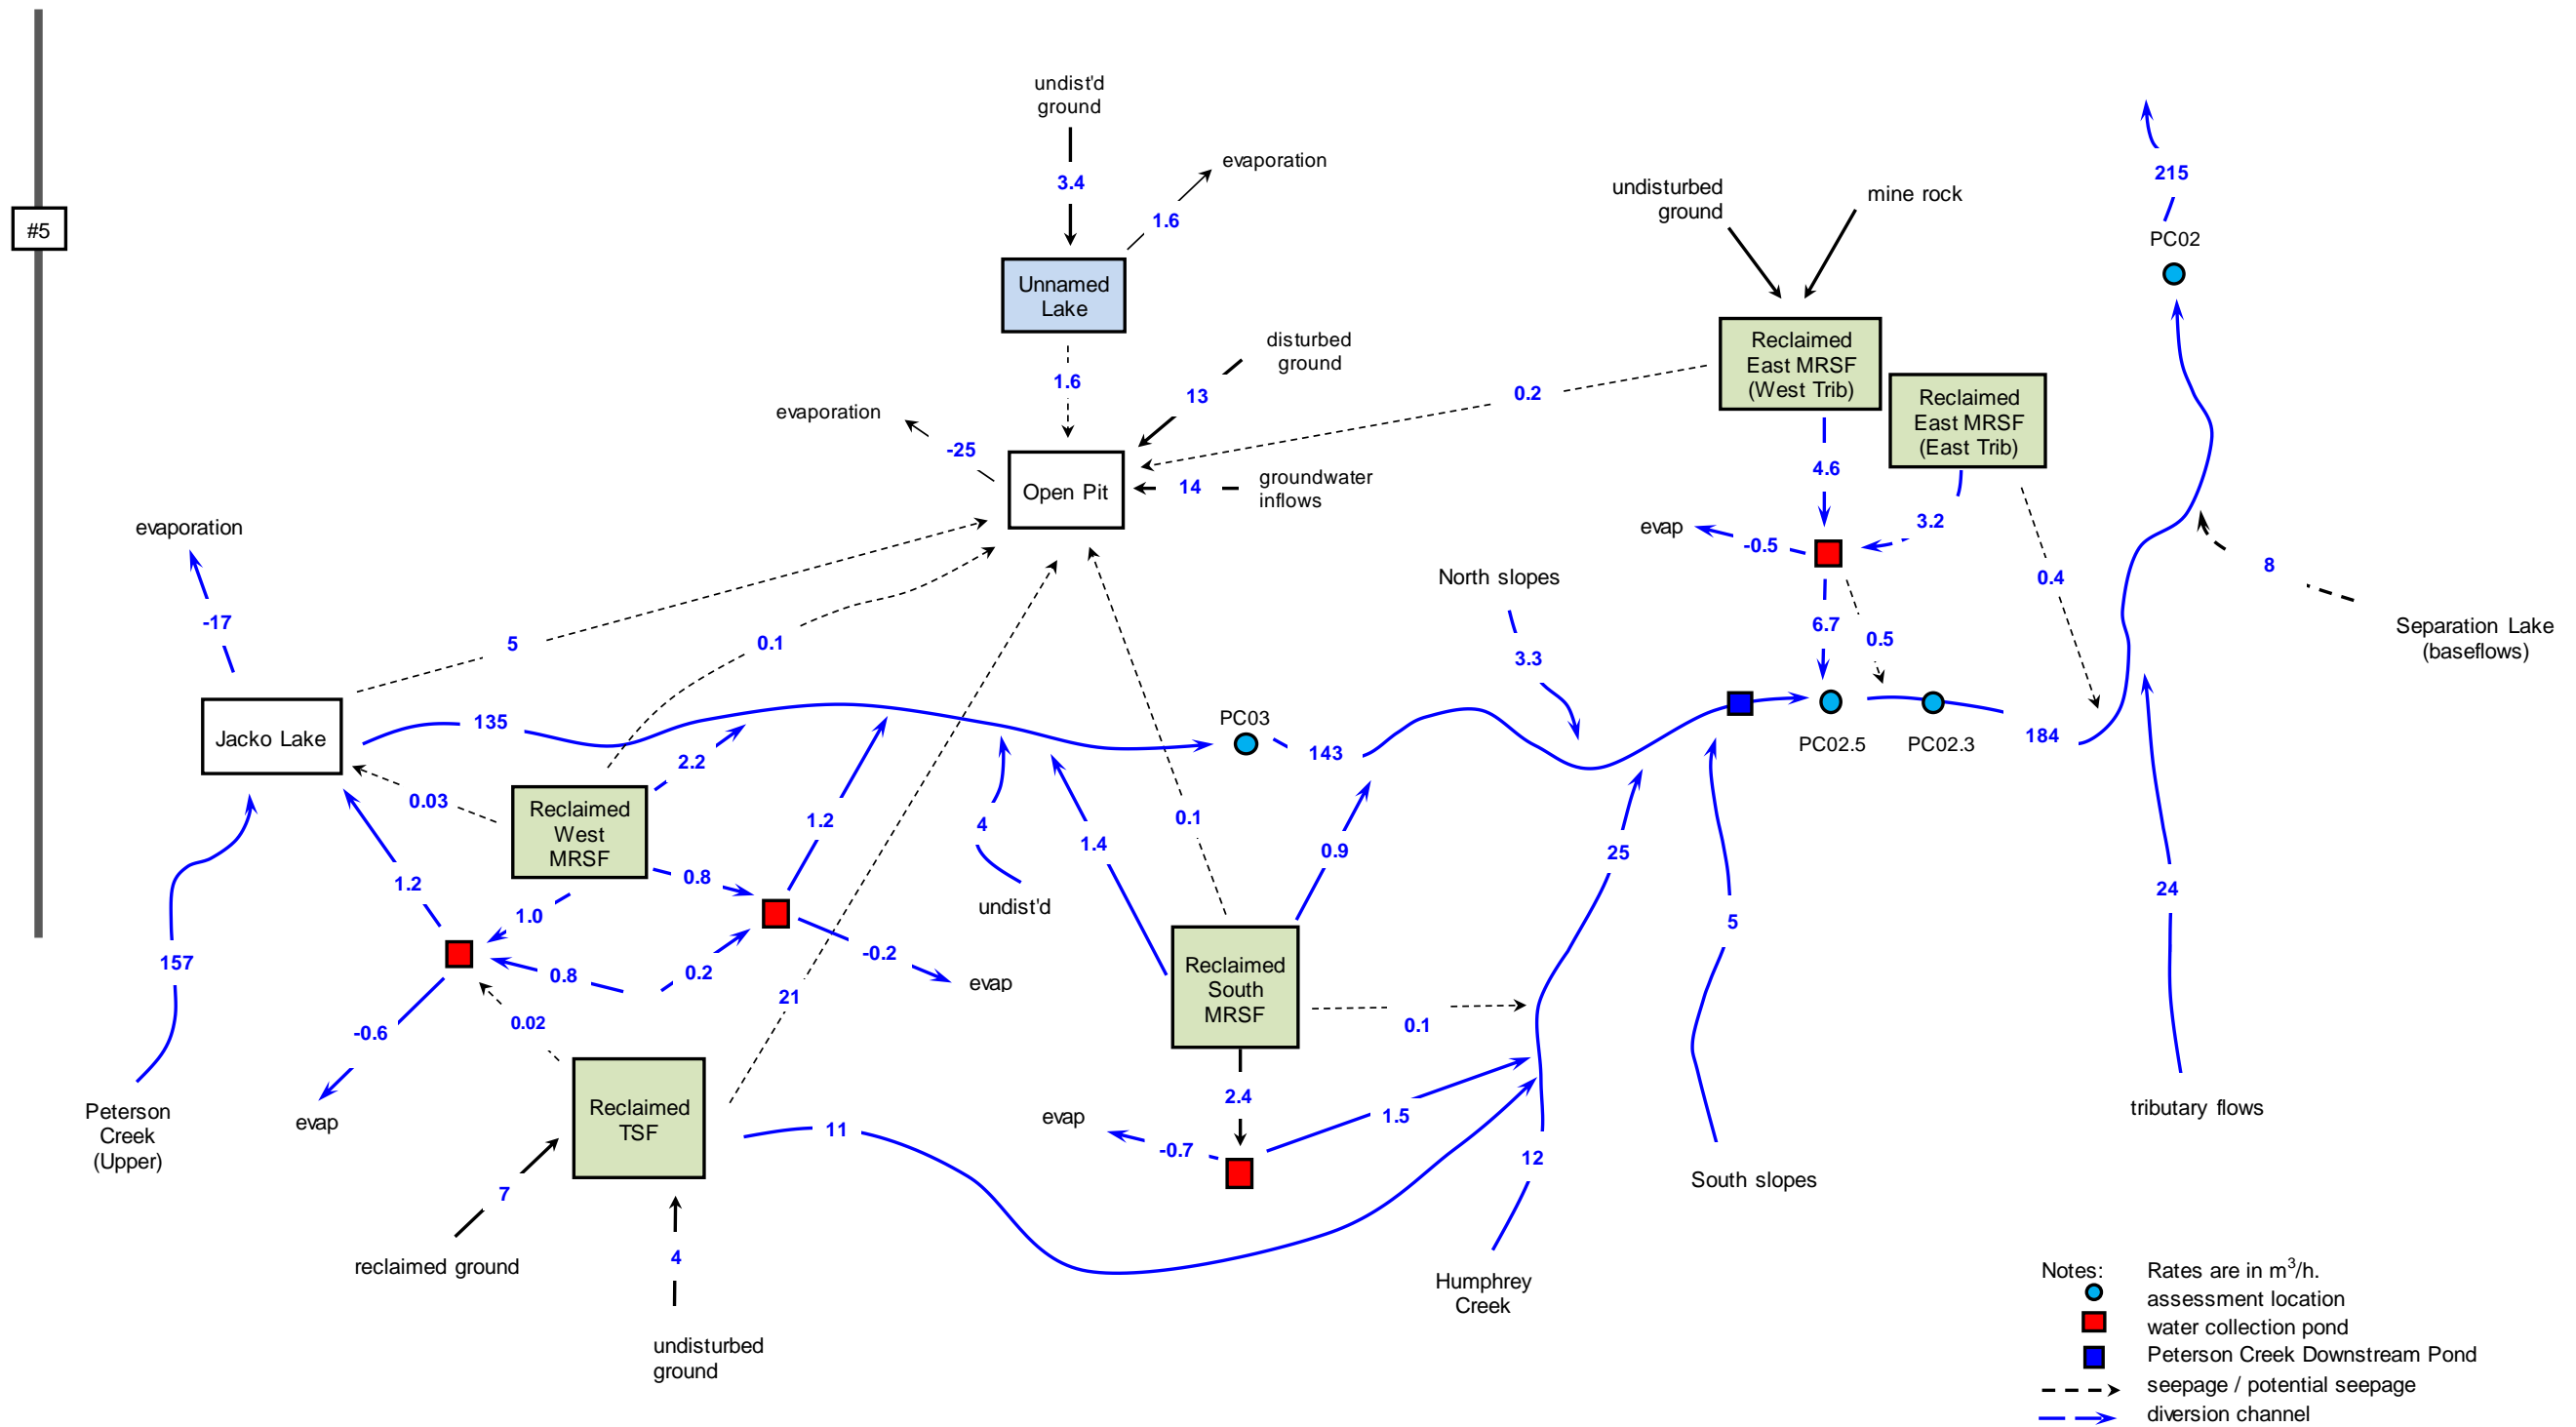 #5
undist'd
ground
3.4
evaporation
1.6
Unnamed
Lake
1.6
disturbed
ground
13
evaporation
-25
Open Pit
14
groundwater
inflows
0.2
undisturbed
ground
mine rock
Reclaimed
East MRSF
(West Trib)
Reclaimed
East MRSF
(East Trib)
4.6
3.2
evap
-0.5
6.7
0.5
0.4
215
PC02
8
Separation Lake
(baseflows)
evaporation
-17
5
0.1
Jacko Lake
135
2.2
0.03
Reclaimed
West
MRSF
1.2
4
undist'd
1.4
0.1
PC03
143
0.9
North slopes
3.3
25
5
PC02.5
PC02.3
184
24
tributary flows
1.2
1.0
0.8
0.8
0.2
-0.2
evap
157
Peterson
Creek
(Upper)
-0.6
evap
0.02
21
Reclaimed
TSF
7
reclaimed ground
4
undisturbed
ground
11
Reclaimed
South
MRSF
0.1
2.4
evap
-0.7
1.5
12
Humphrey
Creek
South slopes
Notes: Rates are in m³/h.
assessment location
water collection pond
Peterson Creek Downstream Pond
seepage / potential seepage
diversion channel